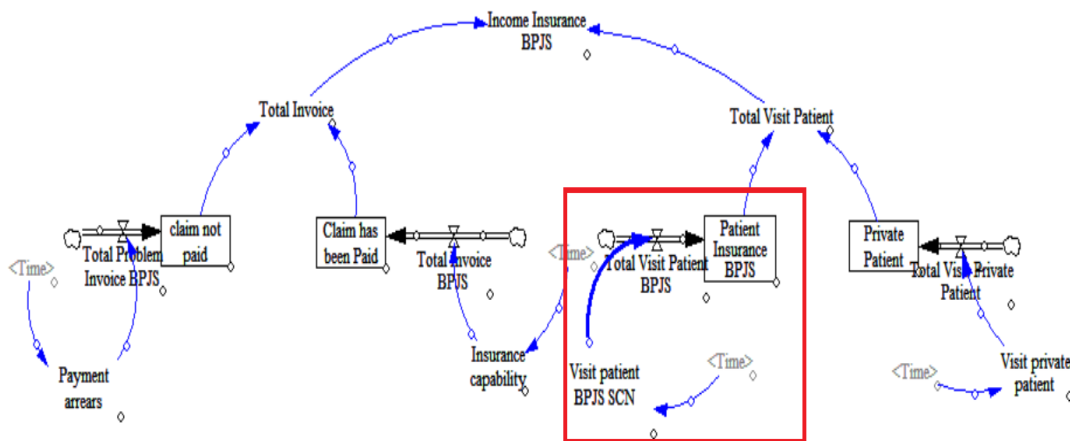 Income Insurance
BPJS
Total Invoice
Total Visit Patient
claim not
paid
Claim has
been Paid
Patient
Insurance
BPJS
Private
Patient
Total Problem
Invoice BPJS
Total Invoice
BPJS
Total Visit Patient
BPJS
Total Visit Private
Patient
<Time>
<Time>
Payment
arrears
Insurance
capability
Visit patient
BPJS SCN
<Time>
<Time>
Visit private
patient